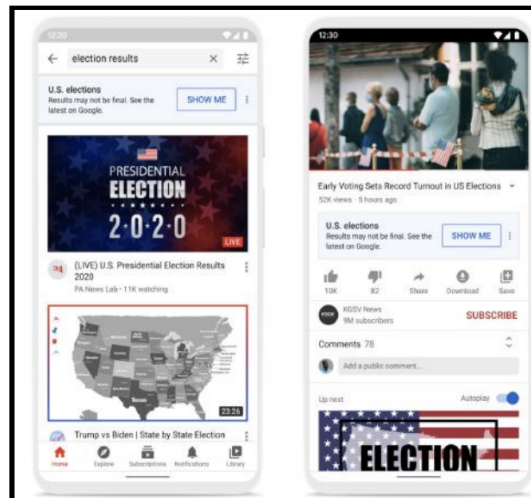 12:30
election results
U.S. elections
Results may not be final. See the
latest on Google.
SHOW ME
PRESIDENTIAL
ELECTION
2·0·2·0
LIVE
(LIVE) U.S. Presidential Election Results
2020
PA News Lab · 11K watching
Texas
23:26
Trump vs Biden | State by State Election
Home
Explore
Subscriptions
Notifications
Library
12:30
Early Voting Sets Record Turnout in US Elections
52K views · 5 hours ago
U.S. elections
Results may not be final. See the
latest on Google.
SHOW ME
10K
82
Share
Download
Save
KGSV News
9M subscribers
SUBSCRIBE
Comments 78
Add a public comment...
Up next
Autoplay
ELECTION